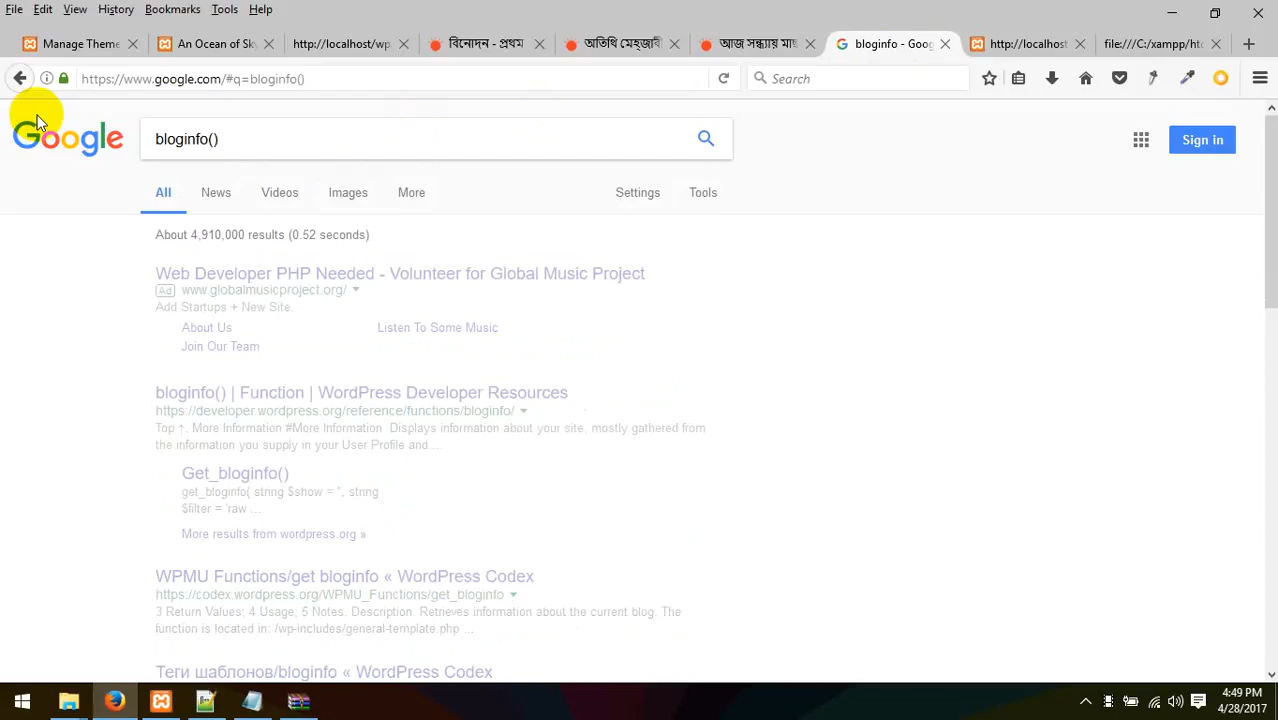 File Edit View History Bookmarks Tools Help
Manage Theme
An Ocean of Sky
http://localhost/wp
বিনোদন - প্রথম
অতিথি মেহ্জাবী
আজ সন্ধ্যায় মাছ
bloginfo - Goog
http://localhost
file:///C:/xampp/htd
https://www.google.com/#q=bloginfo()
Search
Google
bloginfo()
Sign in
All News Videos Images More Settings Tools
About 4,910,000 results (0.52 seconds)
Web Developer PHP Needed - Volunteer for Global Music Project
Ad www.globalmusicproject.org/
Add Startups + New Site.
About Us Listen To Some Music
Join Our Team
bloginfo() | Function | WordPress Developer Resources
https://developer.wordpress.org/reference/functions/bloginfo/
Top ↑. More Information #More Information. Displays information about your site, mostly gathered from
the information you supply in your User Profile and ...
Get_bloginfo()
get_bloginfo( string $show = '', string
$filter = 'raw ...
More results from wordpress.org »
WPMU Functions/get bloginfo « WordPress Codex
https://codex.wordpress.org/WPMU_Functions/get_bloginfo
3 Return Values; 4 Usage; 5 Notes. Description. Retrieves information about the current blog. The
function is located in: /wp-includes/general-template.php ...
Теги шаблонов/bloginfo « WordPress Codex
4:49 PM
4/28/2017